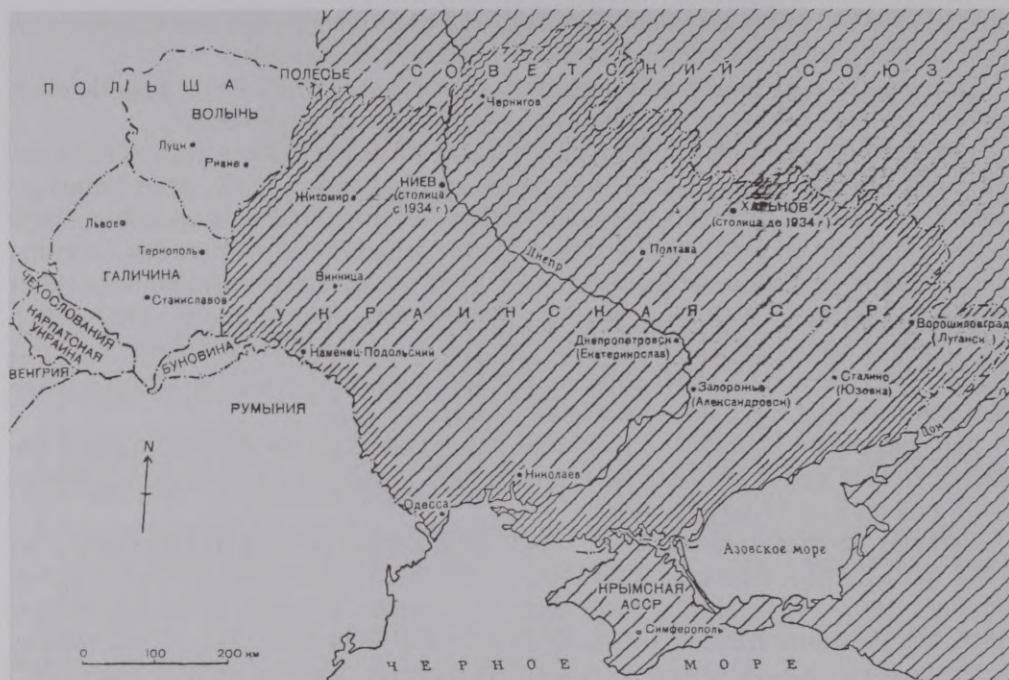 ПОЛЬША
ПОЛЕСЬЕ
СОВЕТСКИЙ СОЮЗ
ВОЛЫНЬ
Чернигов
Луцк
Ривне
Житомир
КИЕВ
(столица
с 1934 г)
ХАРЬКОВ
(столица до 1934 г)
Львов
Тернополь
Днепр
Полтава
ГАЛИЧИНА
Винница
Станиславов
ЧЕХОСЛОВАНИЯ
КАРПАТСКАЯ
УКРАИНА
УКРАИНСКАЯ ССР
Ворошиловград
(Луганск)
БУКОВИНА
Каменец-Подольский
Днепропетровск
(Екатеринослав)
ВЕНГРИЯ
Запорожье
(Александровск)
Сталино
(Юзовка)
РУМЫНИЯ
Дон
N
Николаев
Одесса
Азовское море
КРЫМСКАЯ
АССР
Симферополь
0 100 200 км
ЧЕРНОЕ МОРЕ